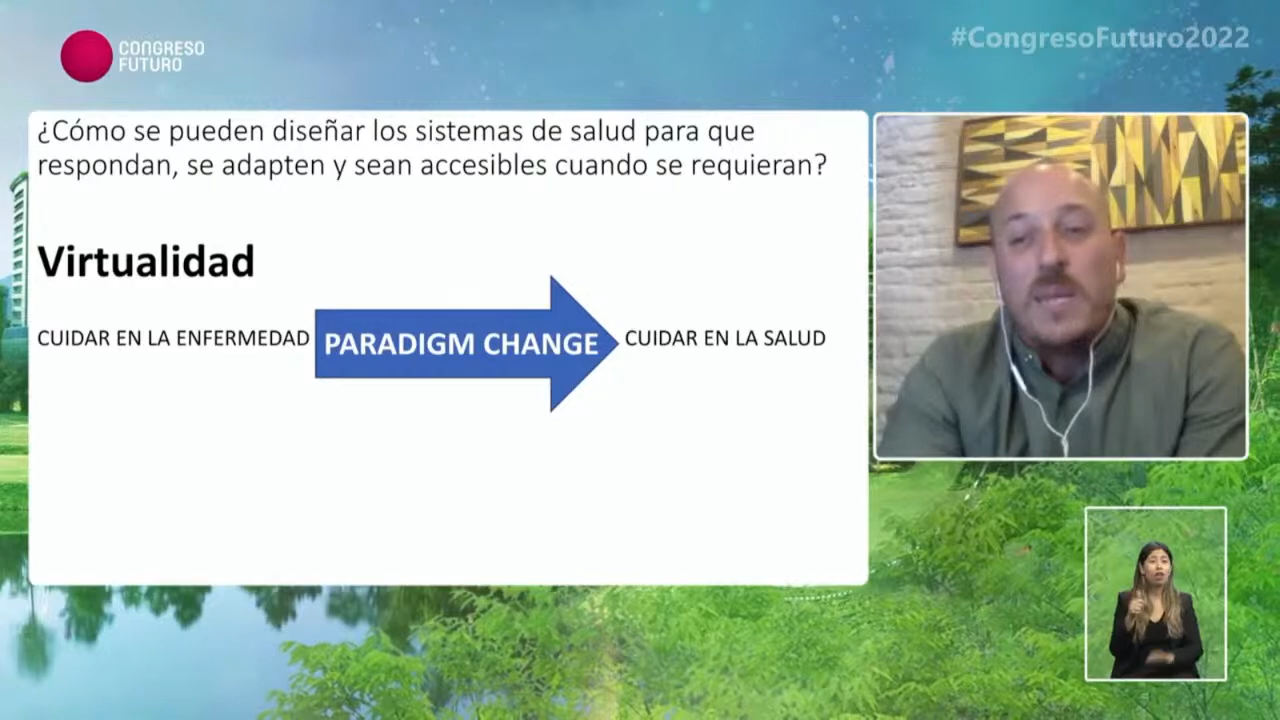 CONGRESO
FUTURO
#CongresoFuturo2022
¿Cómo se pueden diseñar los sistemas de salud para que
respondan, se adapten y sean accesibles cuando se requieran?
Virtualidad
CUIDAR EN LA ENFERMEDAD
PARADIGM CHANGE
CUIDAR EN LA SALUD